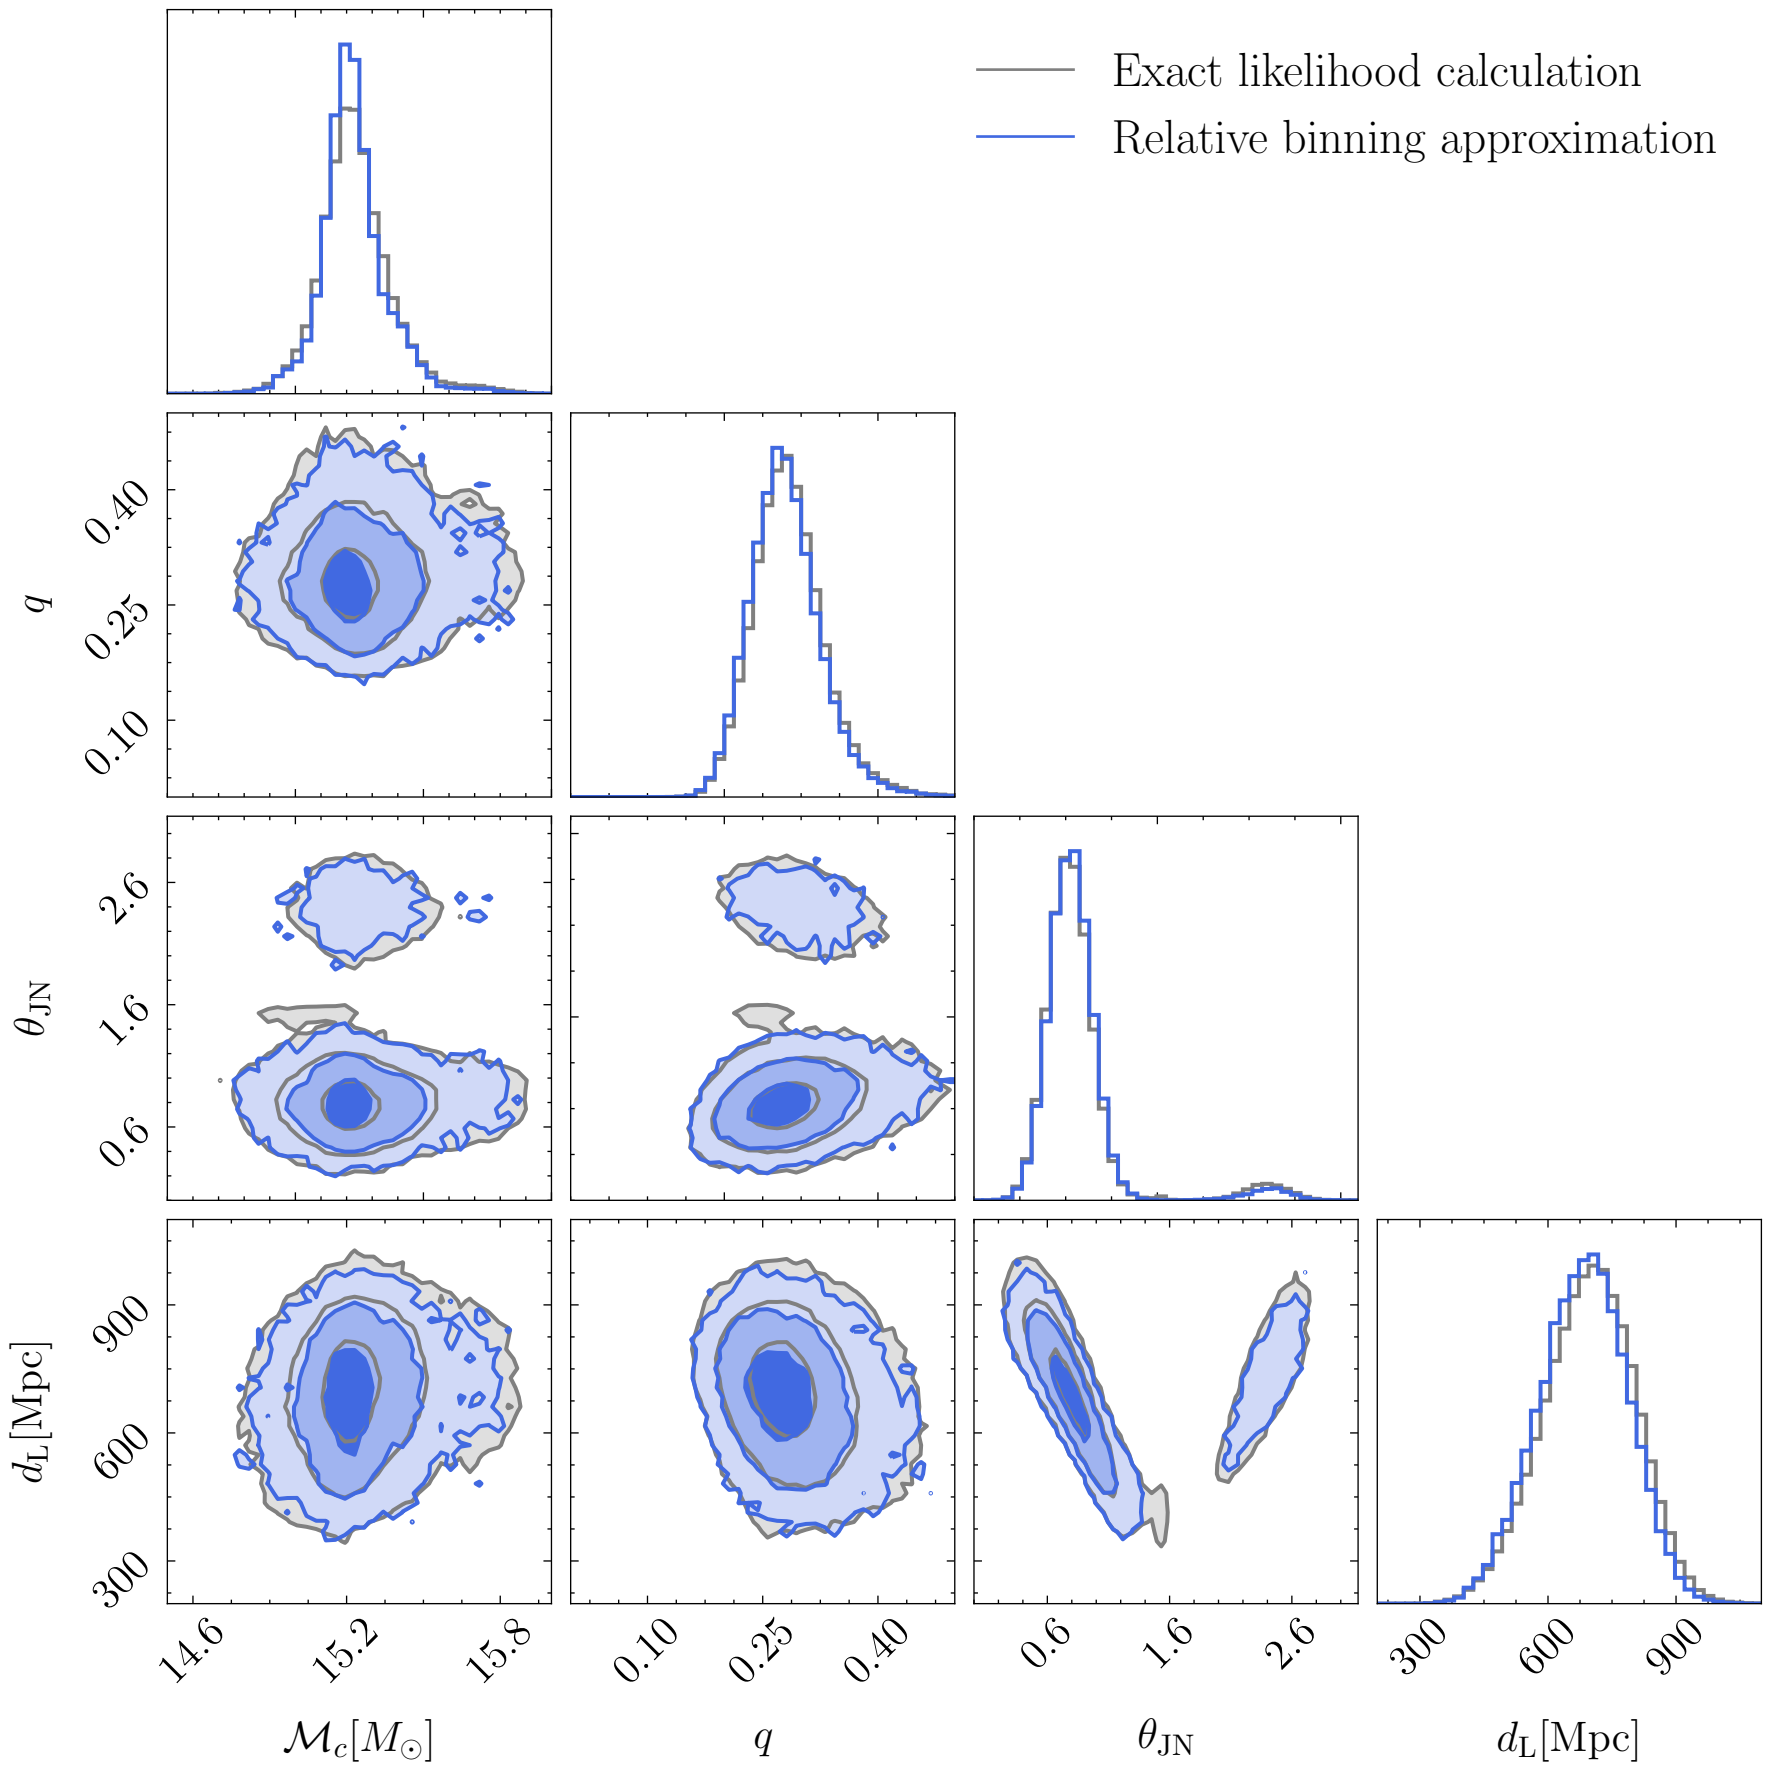 Exact likelihood calculation
Relative binning approximation
q
0.40
0.25
0.10
θ_JN
2.6
1.6
0.6
d_L[Mpc]
900
600
300
14.6 15.2 15.8
0.10 0.25 0.40
0.6 1.6 2.6
300 600 900
ℳ_c[M_⊙]
q
θ_JN
d_L[Mpc]